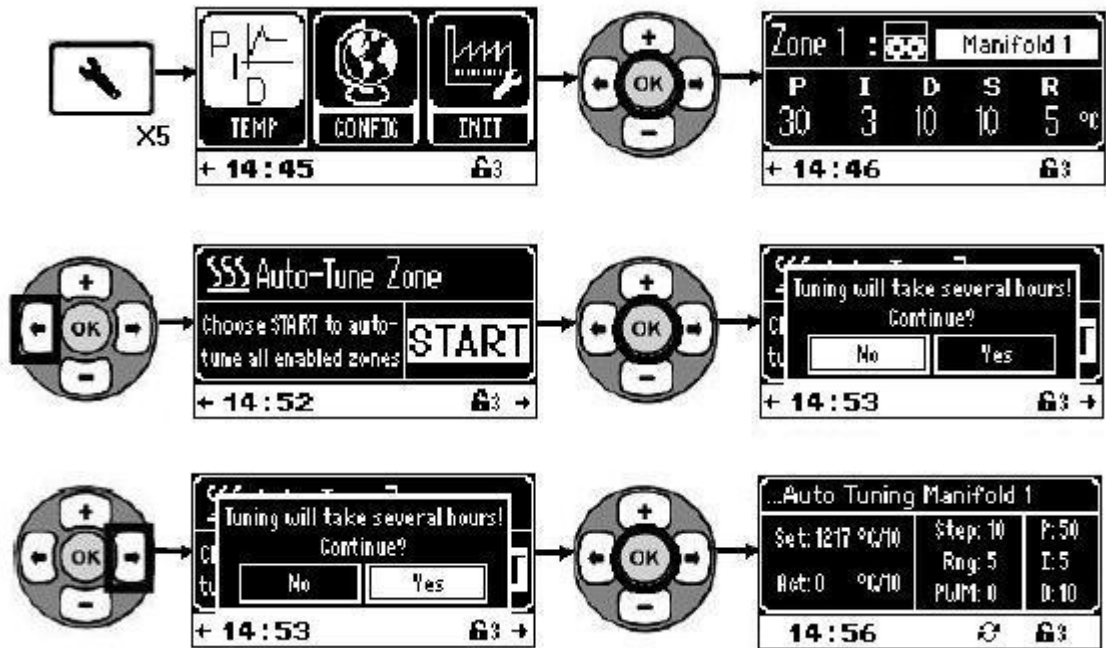 X5
P I D
TEMP
CONFIG
INIT
← 14:45
3
+
← OK →
−
Zone 1 :
Manifold 1
P I D S R
30 3 10 10 5 °C
← 14:46
3
+
← OK →
−
Auto-Tune Zone
Choose START to auto-
tune all enabled zones
START
← 14:52
3 →
+
← OK →
−
Tuning will take several hours!
Continue?
No
Yes
← 14:53
3 →
+
← OK →
−
Tuning will take several hours!
Continue?
No
Yes
← 14:53
3 →
+
← OK →
−
...Auto Tuning Manifold 1
Set: 1217 °C/10
Act: 0 °C/10
Step: 10
Rng: 5
PWM: 0
P: 50
I: 5
D: 10
14:56
3